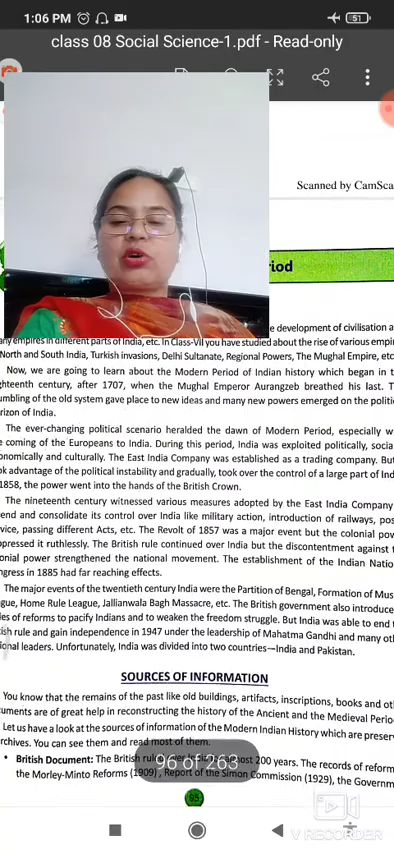 1:06 PM 51
class 08 Social Science-1.pdf - Read-only
Scanned by CamSca
riod
e development of civilisation a
ny empires in different parts of India, etc. In Class-VII you have studied about the rise of various empir
North and South India, Turkish invasions, Delhi Sultanate, Regional Powers, The Mughal Empire, etc
Now, we are going to learn about the Modern Period of Indian history which began in t
ghteenth century, after 1707, when the Mughal Emperor Aurangzeb breathed his last. T
umbling of the old system gave place to new ideas and many new powers emerged on the politic
rizon of India.
The ever-changing political scenario heralded the dawn of Modern Period, especially w
e coming of the Europeans to India. During this period, India was exploited politically, socia
onomically and culturally. The East India Company was established as a trading company. But
ok advantage of the political instability and gradually, took over the control of a large part of Ind
1858, the power went into the hands of the British Crown.
The nineteenth century witnessed various measures adopted by the East India Company
end and consolidate its control over India like military action, introduction of railways, pos
vice, passing different Acts, etc. The Revolt of 1857 was a major event but the colonial pow
ppressed it ruthlessly. The British rule continued over India but the discontentment against t
onial power strengthened the national movement. The establishment of the Indian Nation
ngress in 1885 had far reaching effects.
The major events of the twentieth century India were the Partition of Bengal, Formation of Mus
gue, Home Rule League, Jallianwala Bagh Massacre, etc. The British government also introduce
ies of reforms to pacify Indians and to weaken the freedom struggle. But India was able to end t
tish rule and gain independence in 1947 under the leadership of Mahatma Gandhi and many oth
tional leaders. Unfortunately, India was divided into two countries—India and Pakistan.
SOURCES OF INFORMATION
You know that the remains of the past like old buildings, artifacts, inscriptions, books and oth
cuments are of great help in reconstructing the history of the Ancient and the Medieval Perio
Let us have a look at the sources of information of the Modern Indian History which are preser
archives. You can see them and read most of them.
• British Document: The British rule over India almost 200 years. The records of reform
the Morley-Minto Reforms (1909), Report of the Simon Commission (1929), the Governm
96 of 263
95
V RECORDER